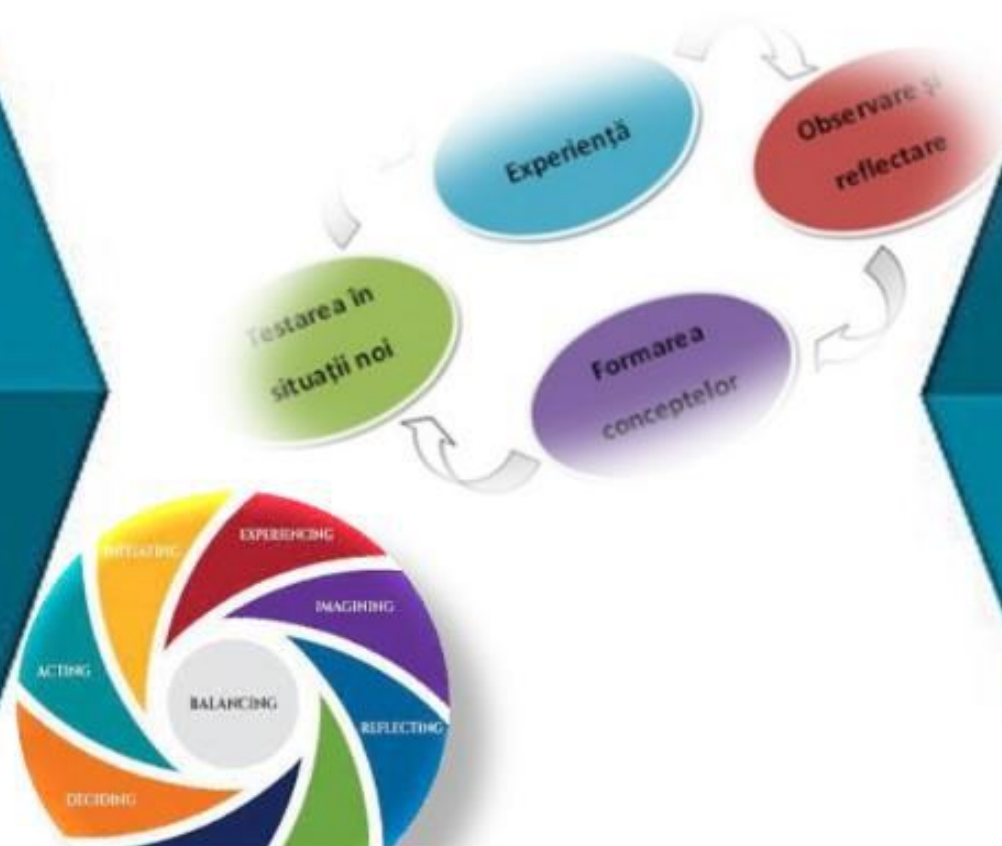 Experiență
Observare și
reflectare
Testarea în
situații noi
Formarea
conceptelor
INITIATING
EXPERIENCING
IMAGINING
ACTING
BALANCING
REFLECTING
DECIDING